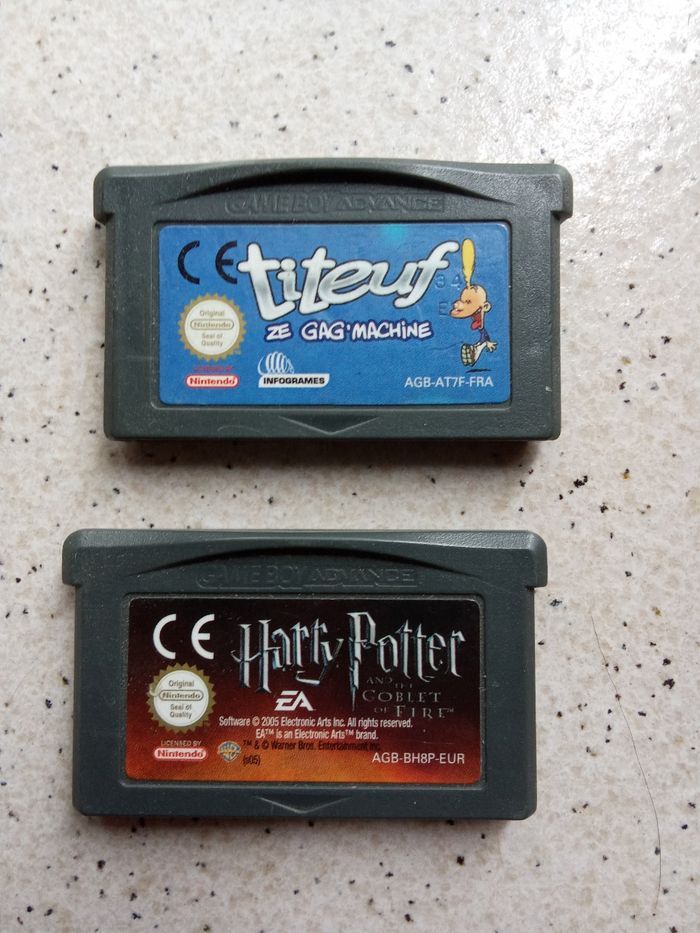 GAME BOY ADVANCE
CE
titeuf
34
E
ZE GAG'MACHINE
Original
Nintendo
Seal of
Quality
Nintendo
INFOGRAMES
AGB-AT7F-FRA
GAME BOY ADVANCE
CE
Harry Potter
AND THE
GOBLET
OF FIRE™
Original
Nintendo
Seal of
Quality
EA
Software © 2005 Electronic Arts Inc. All rights reserved.
EA™ is an Electronic Arts™ brand.
LICENSED BY
Nintendo
WB
™ & © Warner Bros. Entertainment Inc.
(s05)
AGB-BH8P-EUR